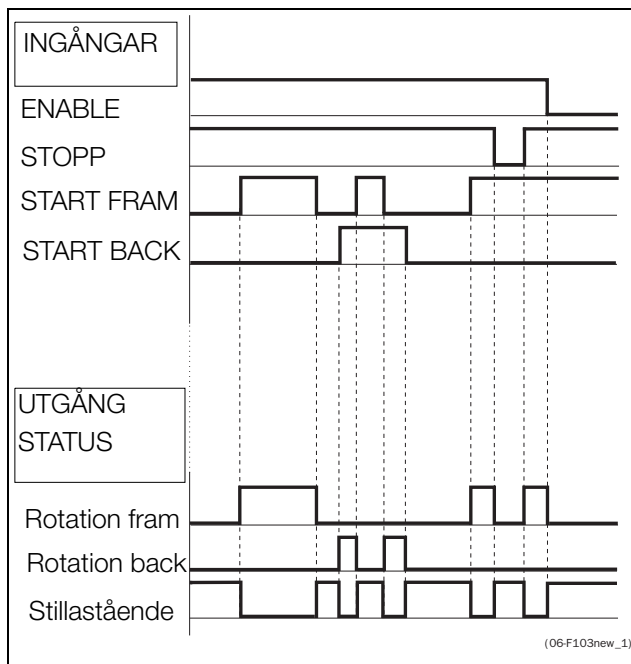 INGÅNGAR
ENABLE
STOPP
START FRAM
START BACK
UTGÅNG
STATUS
Rotation fram
Rotation back
Stillastående
(06-F103new_1)